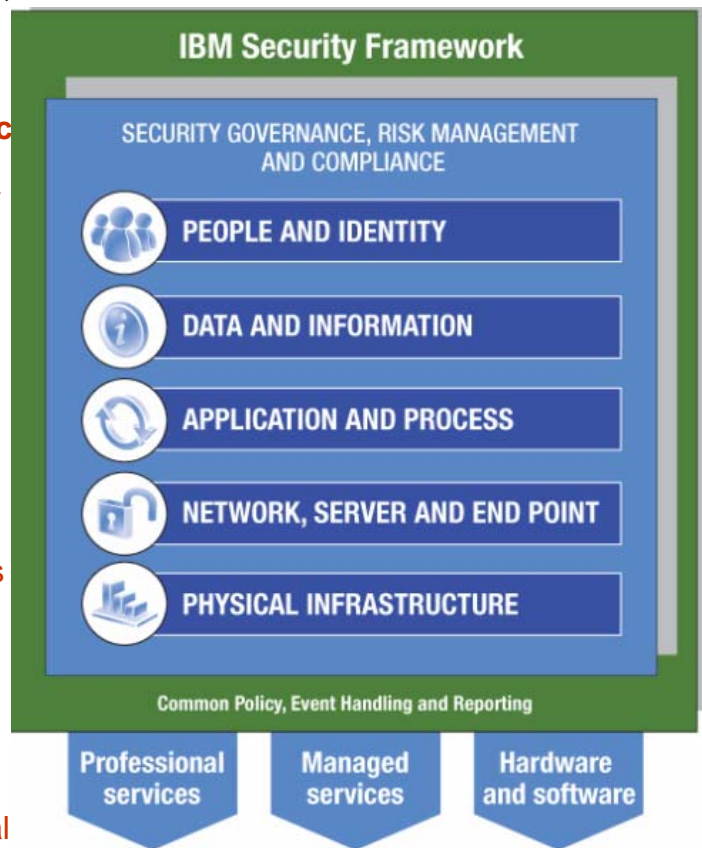 IBM Security Framework
c
SECURITY GOVERNANCE, RISK MANAGEMENT
AND COMPLIANCE
PEOPLE AND IDENTITY
i
DATA AND INFORMATION
APPLICATION AND PROCESS
NETWORK, SERVER AND END POINT
s
PHYSICAL INFRASTRUCTURE
Common Policy, Event Handling and Reporting
Professional
services
Managed
services
Hardware
and software
al